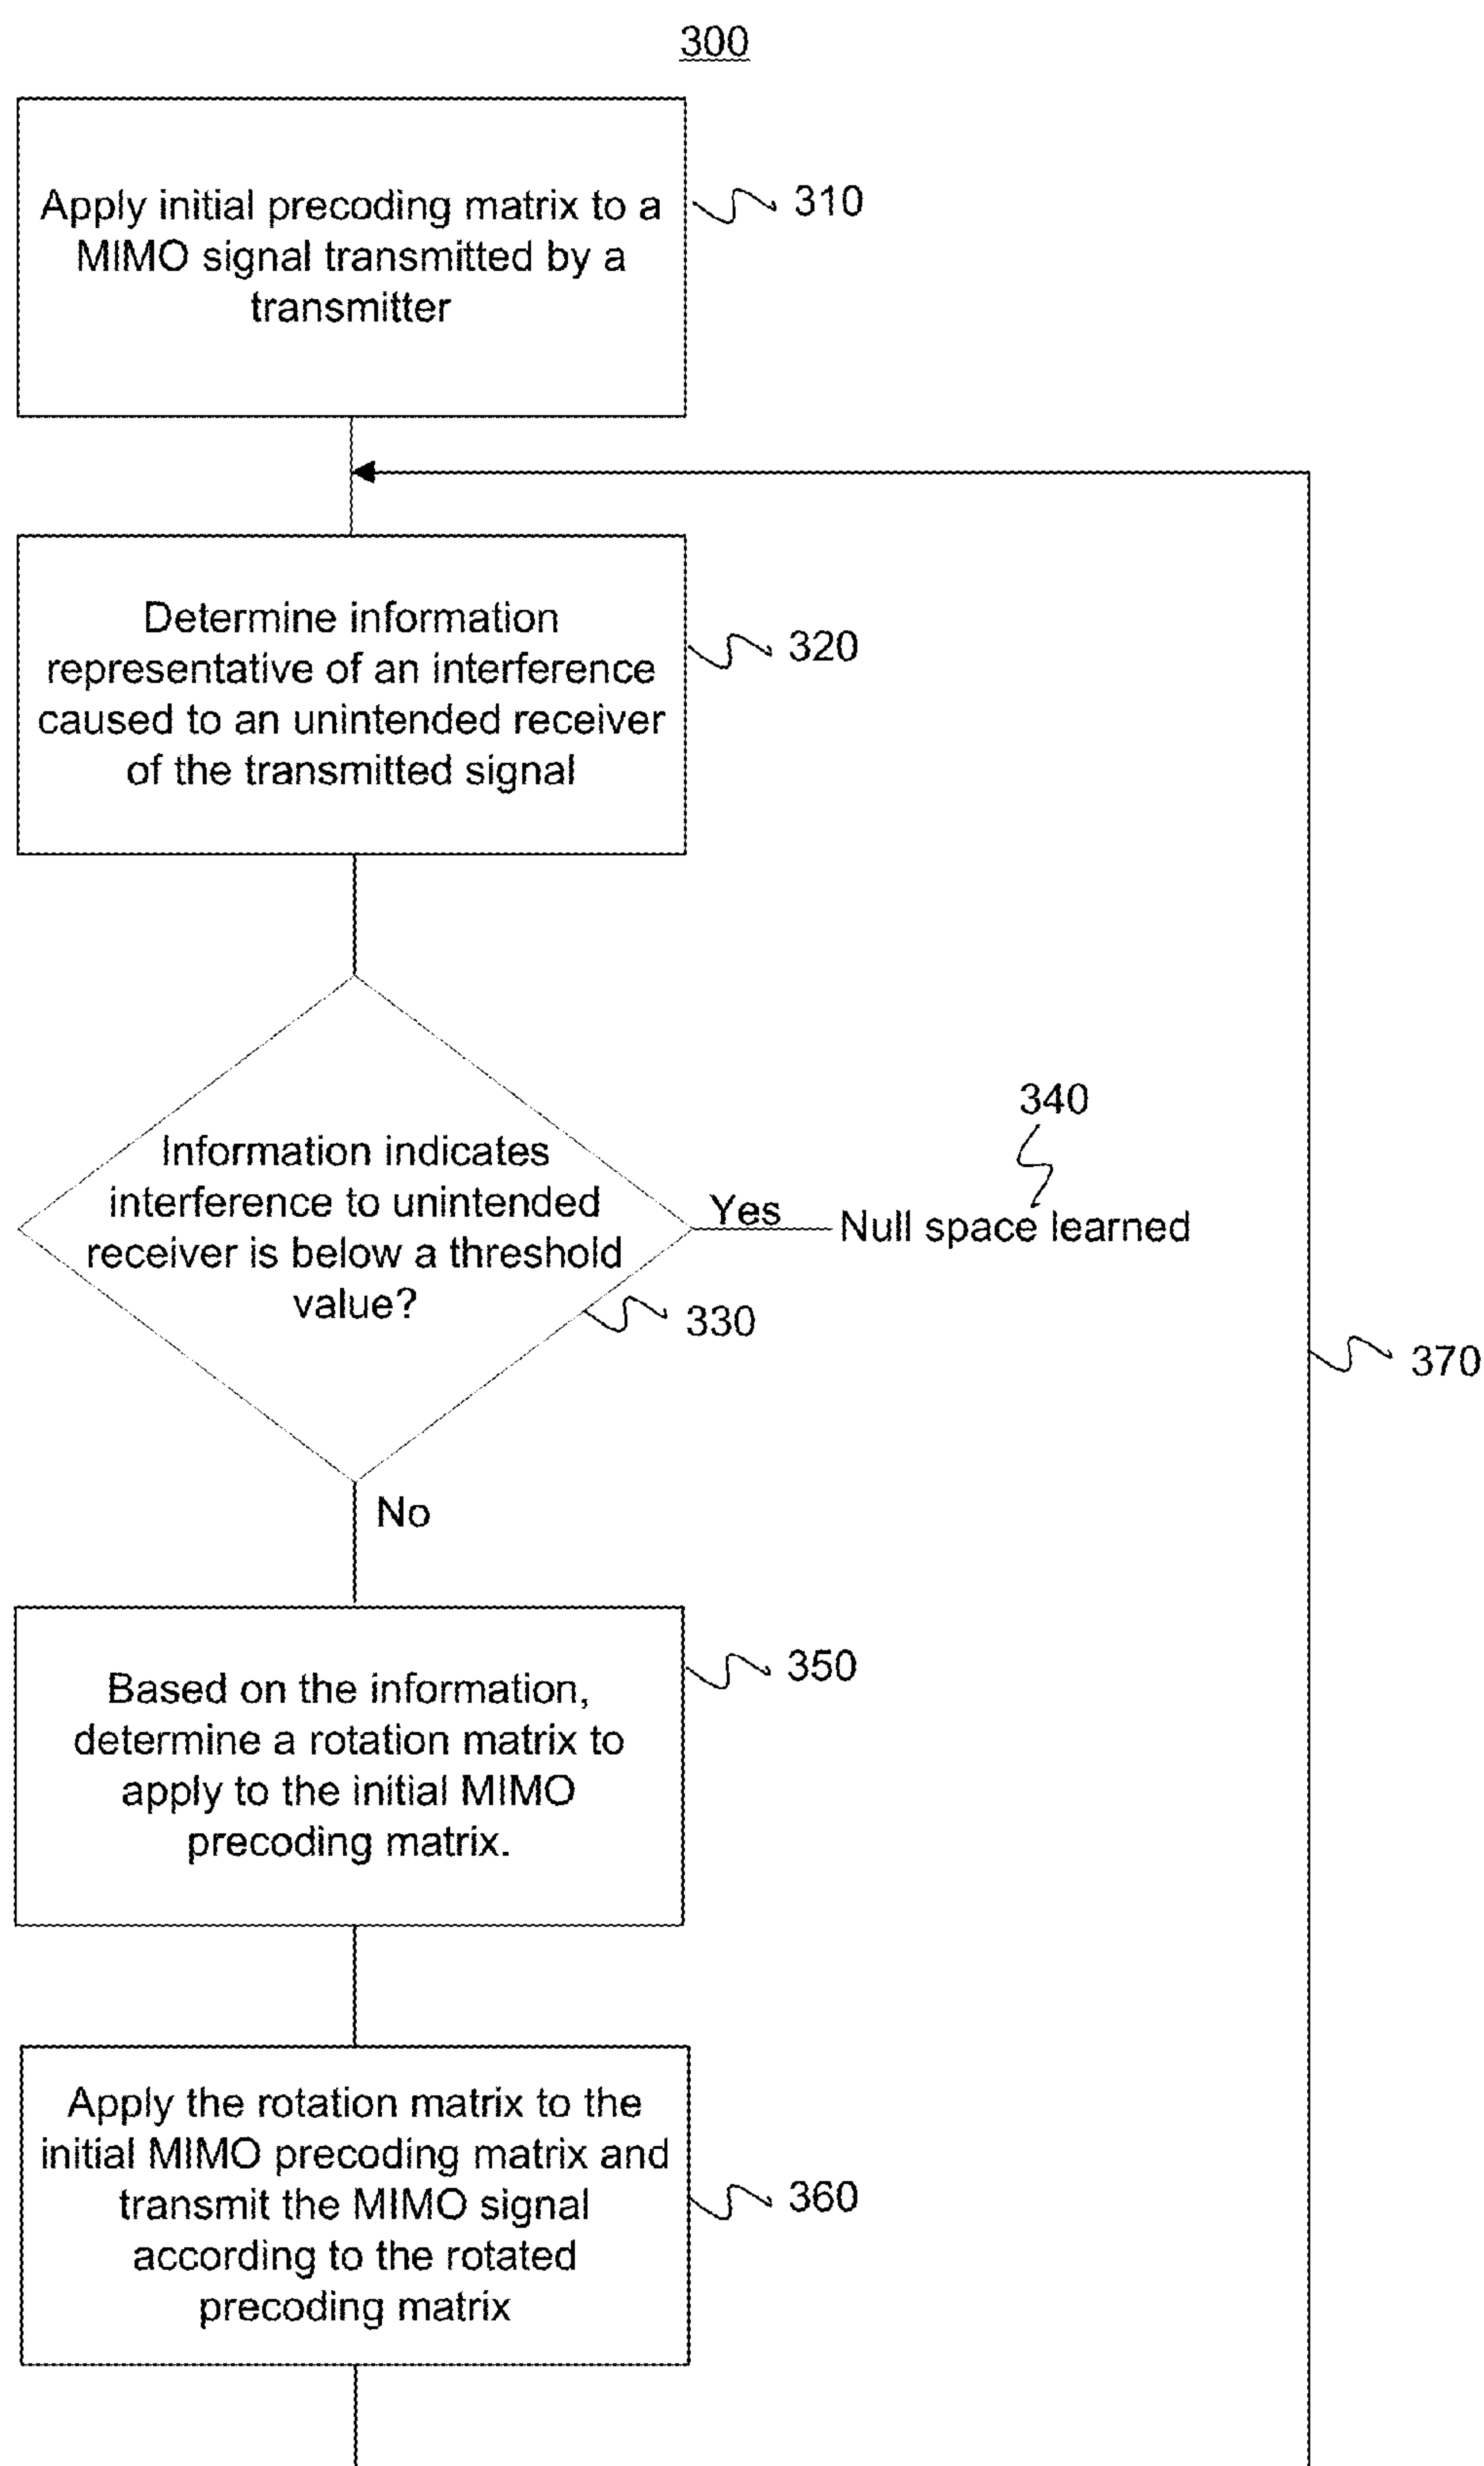 300
Apply initial precoding matrix to a
MIMO signal transmitted by a
transmitter
310
Determine information
representative of an interference
caused to an unintended receiver
of the transmitted signal
320
Information indicates
interference to unintended
receiver is below a threshold
value?
330
Yes
340
Null space learned
370
No
Based on the information,
determine a rotation matrix to
apply to the initial MIMO
precoding matrix.
350
Apply the rotation matrix to the
initial MIMO precoding matrix and
transmit the MIMO signal
according to the rotated
precoding matrix
360